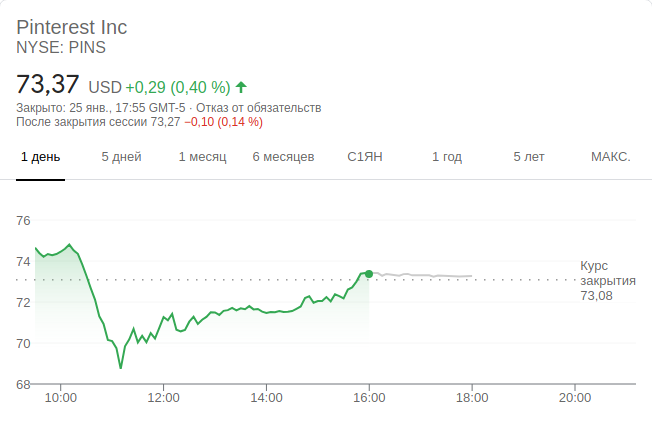 Pinterest Inc
NYSE: PINS
73,37 USD +0,29 (0,40 %)
Закрыто: 25 янв., 17:55 GMT-5 · Отказ от обязательств
После закрытия сессии 73,27 −0,10 (0,14 %)
1 день 5 дней 1 месяц 6 месяцев С1ЯН 1 год 5 лет МАКС.
76
74
72
70
68
Курс
закрытия
73,08
10:00 12:00 14:00 16:00 18:00 20:00